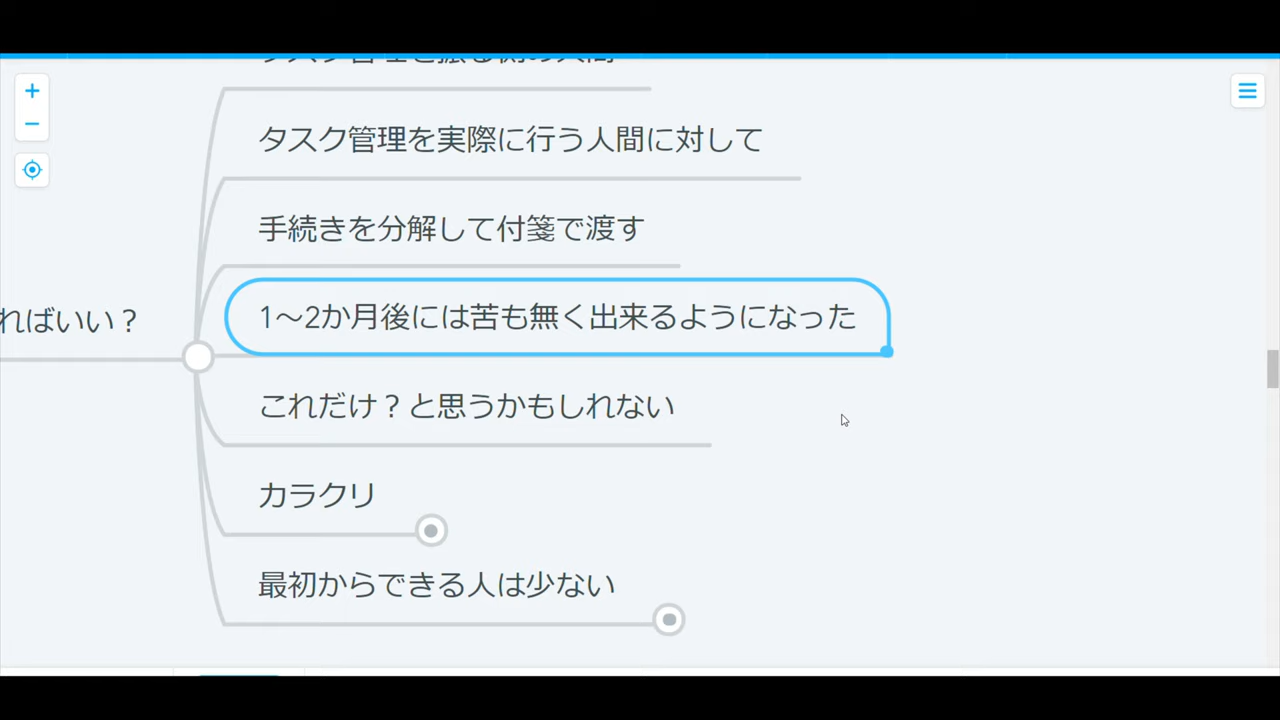 タスク管理を実際に行う人間に対して
手続きを分解して付箋で渡す
1～2か月後には苦も無く出来るようになった
ればいい？
これだけ？と思うかもしれない
カラクリ
最初からできる人は少ない